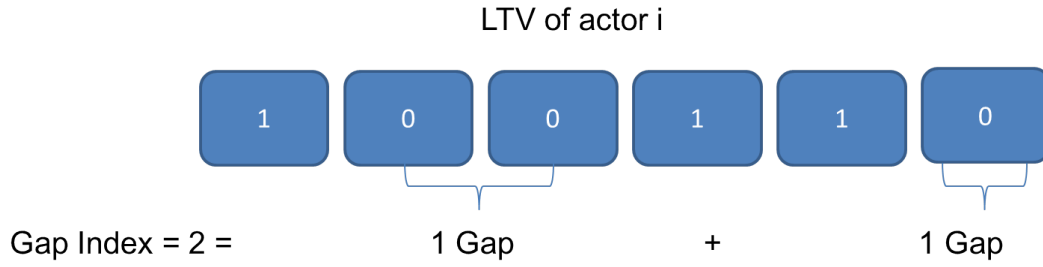 LTV of actor i
1 0 0 1 1 0
Gap Index = 2 = 1 Gap + 1 Gap